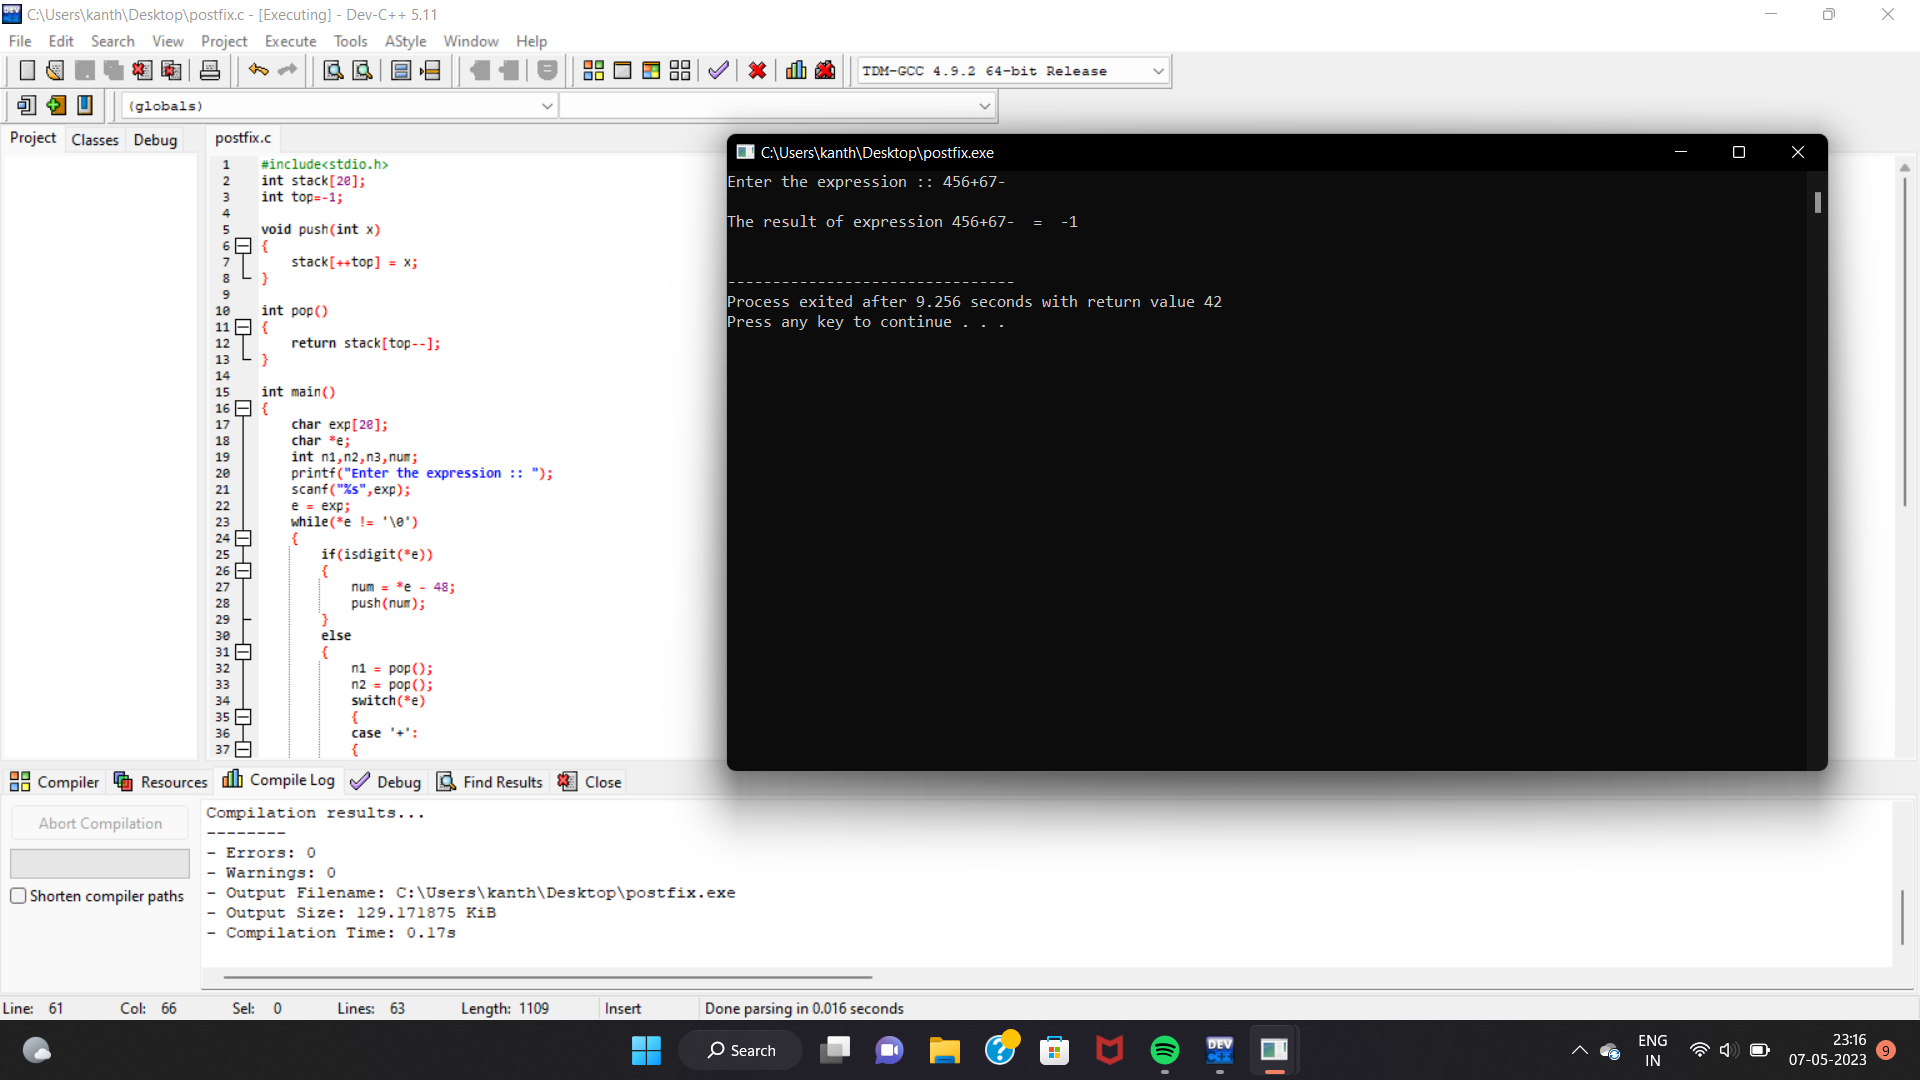 C:\Users\kanth\Desktop\postfix.c - [Executing] - Dev-C++ 5.11
File Edit Search View Project Execute Tools AStyle Window Help
TDM-GCC 4.9.2 64-bit Release
(globals)
Project Classes Debug
postfix.c
1 #include<stdio.h>
2 int stack[20];
3 int top=-1;
4
5 void push(int x)
6 {
7 stack[++top] = x;
8 }
9
10 int pop()
11 {
12 return stack[top--];
13 }
14
15 int main()
16 {
17 char exp[20];
18 char *e;
19 int n1,n2,n3,num;
20 printf("Enter the expression :: ");
21 scanf("%s",exp);
22 e = exp;
23 while(*e != '\0')
24 {
25 if(isdigit(*e))
26 {
27 num = *e - 48;
28 push(num);
29 }
30 else
31 {
32 n1 = pop();
33 n2 = pop();
34 switch(*e)
35 {
36 case '+':
37 {
C:\Users\kanth\Desktop\postfix.exe
Enter the expression :: 456+67-
The result of expression 456+67-  =  -1
--------------------------------
Process exited after 9.256 seconds with return value 42
Press any key to continue . . .
Compiler Resources Compile Log Debug Find Results Close
Abort Compilation
Shorten compiler paths
Compilation results...
--------
- Errors: 0
- Warnings: 0
- Output Filename: C:\Users\kanth\Desktop\postfix.exe
- Output Size: 129.171875 KiB
- Compilation Time: 0.17s
Line: 61 Col: 66 Sel: 0 Lines: 63 Length: 1109 Insert Done parsing in 0.016 seconds
Search
DEV C++
ENG
IN
23:16
07-05-2023
9